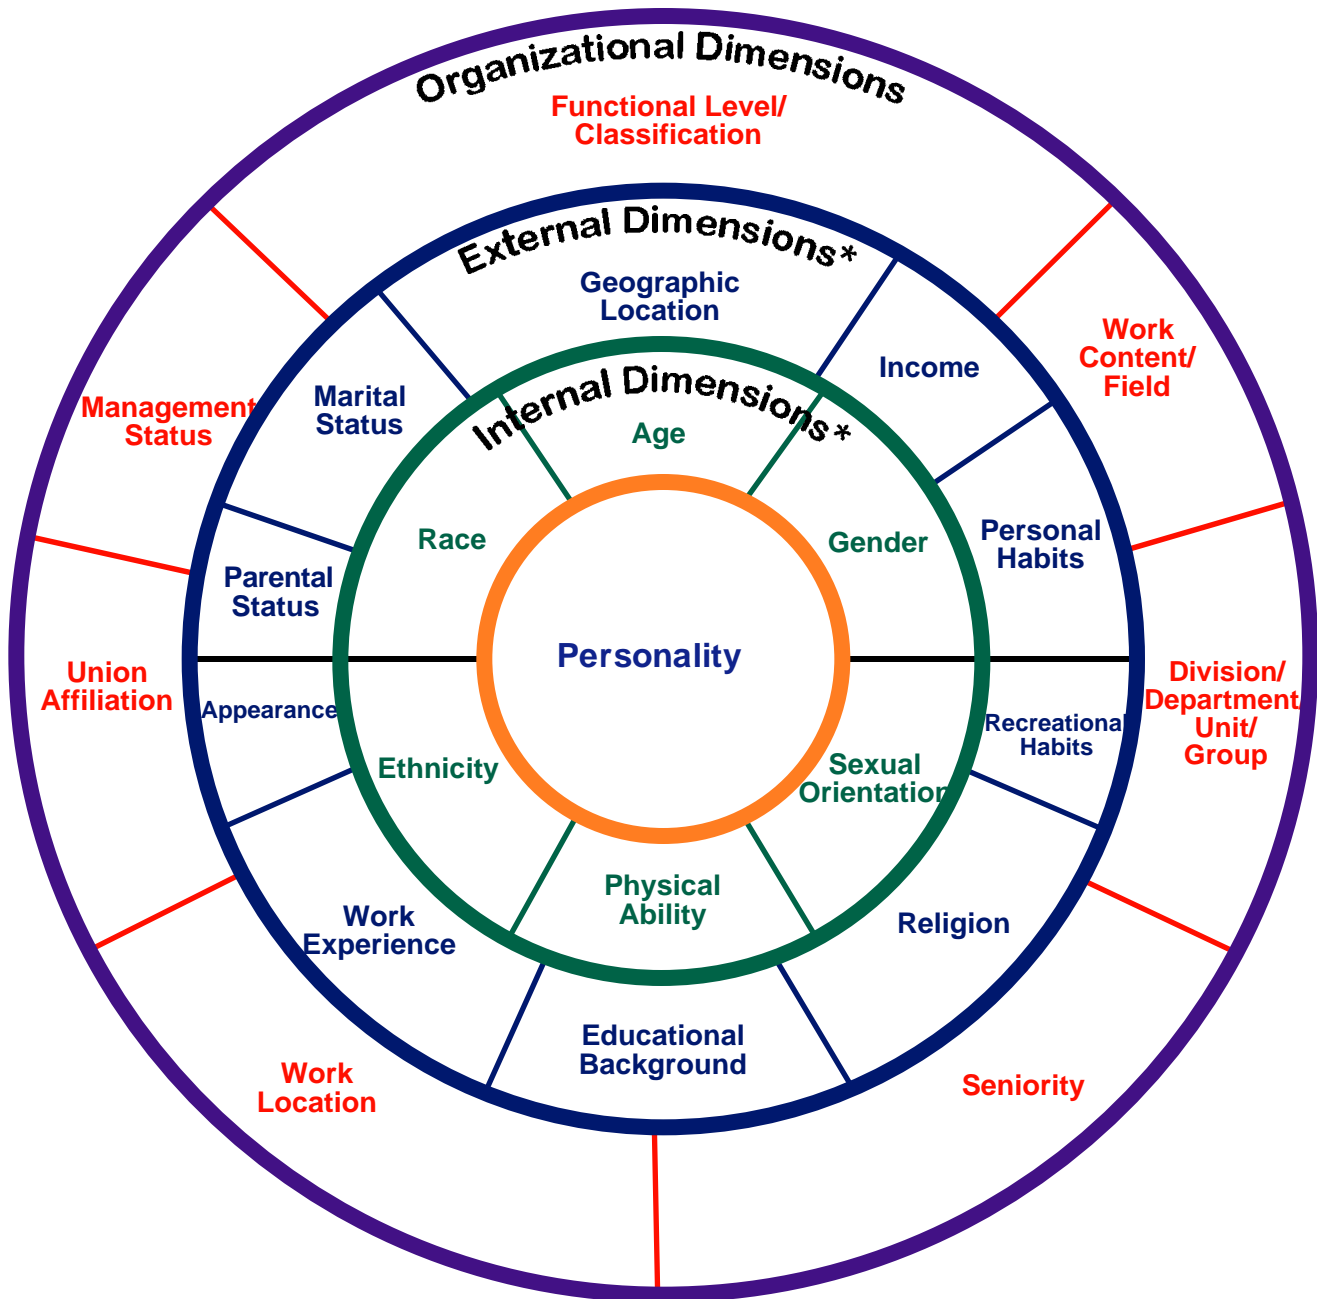 Organizational Dimensions
Functional Level/
Classification
External Dimensions*
Geographic
Location
Income
Work
Content/
Field
Marital
Status
Internal Dimensions*
Age
Management
Status
Race
Gender
Personal
Habits
Parental
Status
Personality
Union
Affiliation
Appearance
Division/
Department/
Unit/
Group
Recreational
Habits
Ethnicity
Sexual
Orientation
Physical
Ability
Work
Experience
Religion
Educational
Background
Work
Location
Seniority